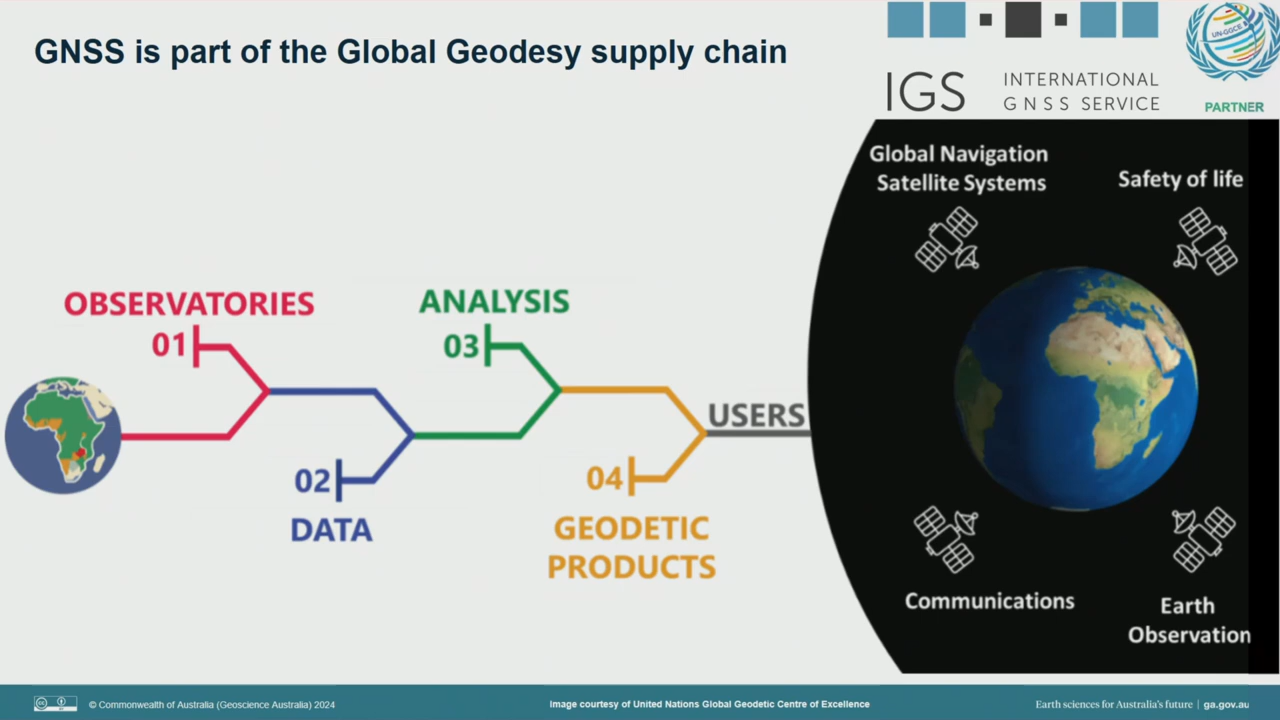 GNSS is part of the Global Geodesy supply chain
IGS
INTERNATIONAL
GNSS SERVICE
UN-GGCE
PARTNER
Global Navigation
Satellite Systems
Safety of life
OBSERVATORIES
01
ANALYSIS
03
USERS
02
DATA
04
GEODETIC
PRODUCTS
Communications
Earth
Observation
© Commonwealth of Australia (Geoscience Australia) 2024
Image courtesy of United Nations Global Geodetic Centre of Excellence
Earth sciences for Australia's future | ga.gov.au